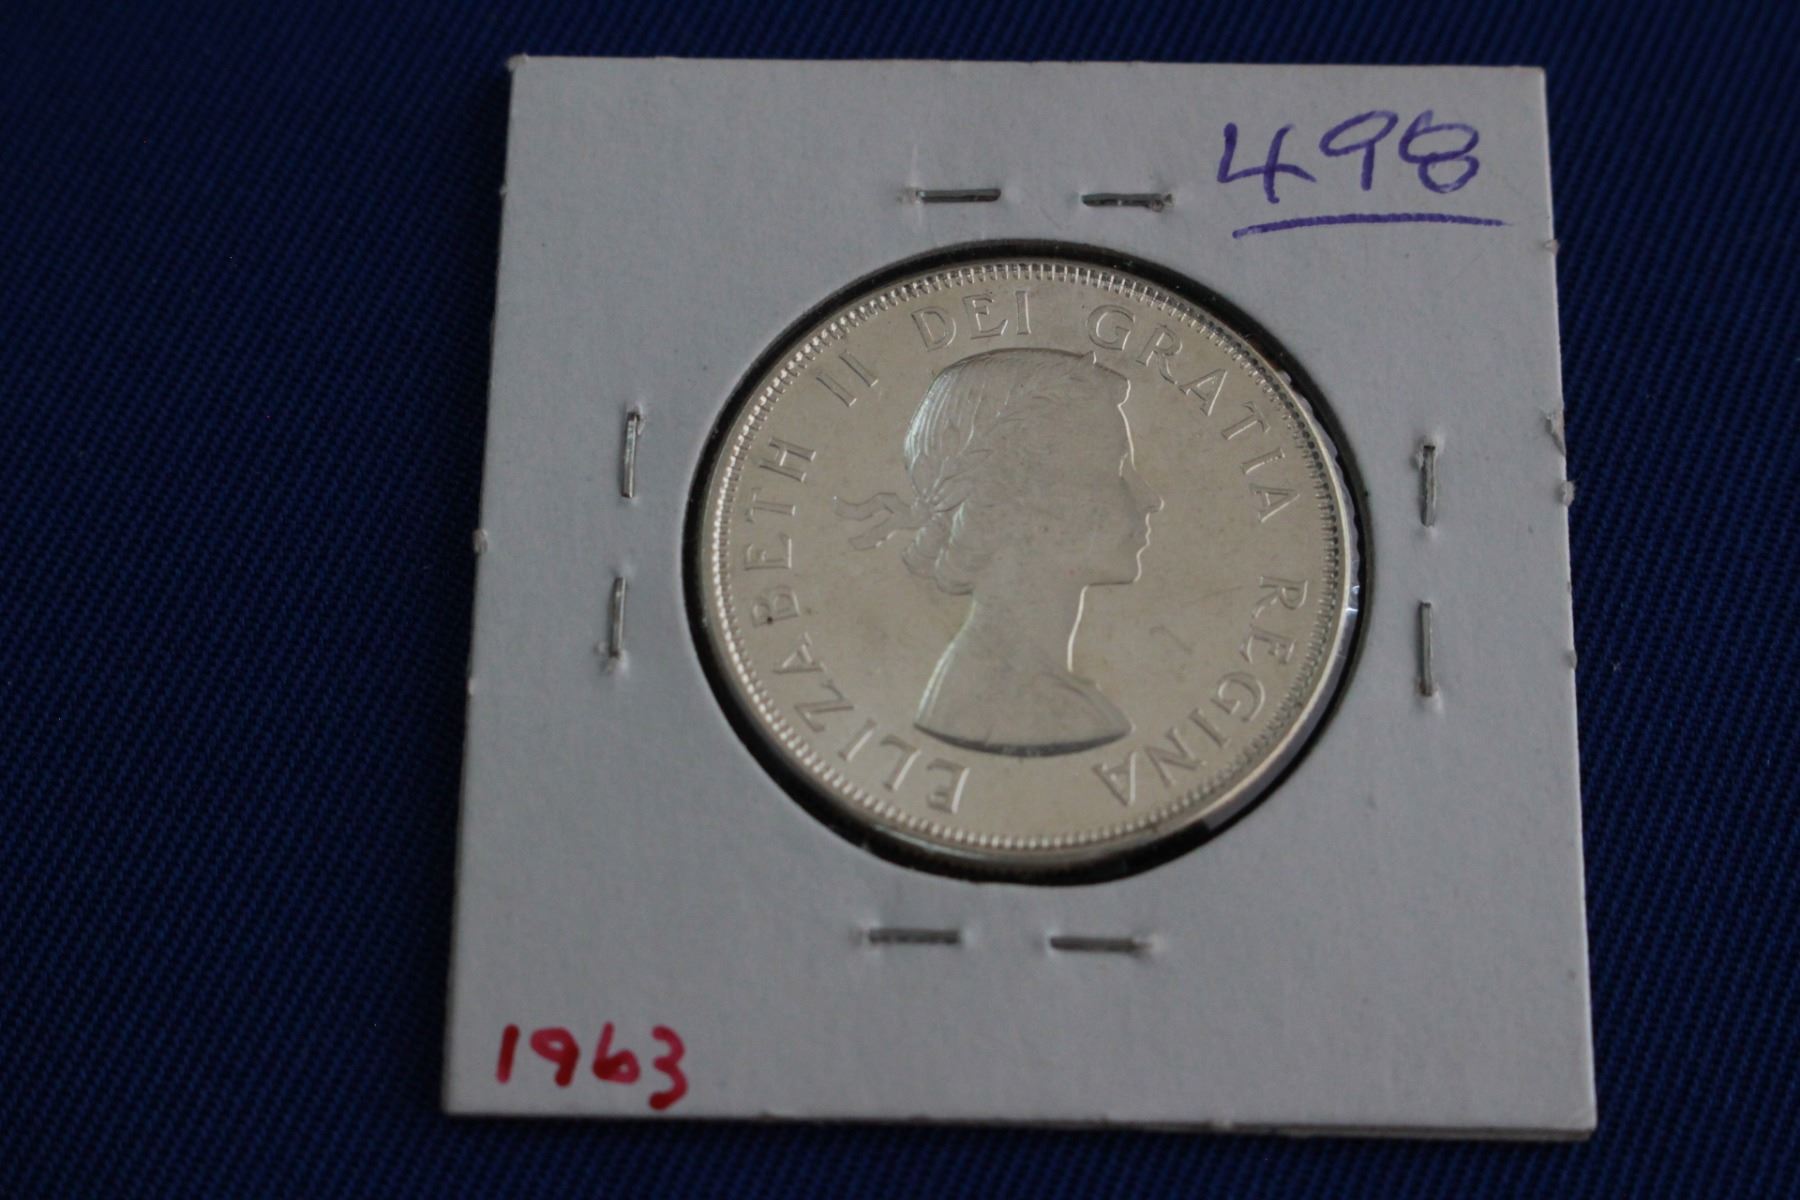 498
ELIZABETH II DEI GRATIA REGINA
1963